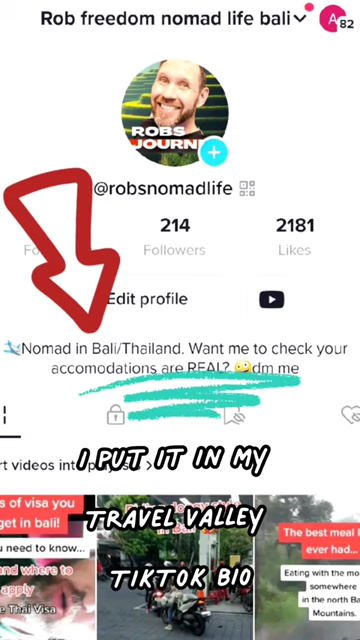 Rob freedom nomad life bali
A 82
ROBS
JOURN
@robsnomadlife
214
2181
Followers
Likes
Edit profile
Nomad in Bali/Thailand. Want me to check your
accomodations are REAL? 🤪dm me
I PUT IT IN MY
rt videos into
TRAVEL VALLEY
TIKTOK BIO
s of visa you
get in bali!
you need to know...
and where to
apply
e Thai Visa
The best meal I
ever had...
Eating with the mo
somewhere
in the north Ba
Mountains.